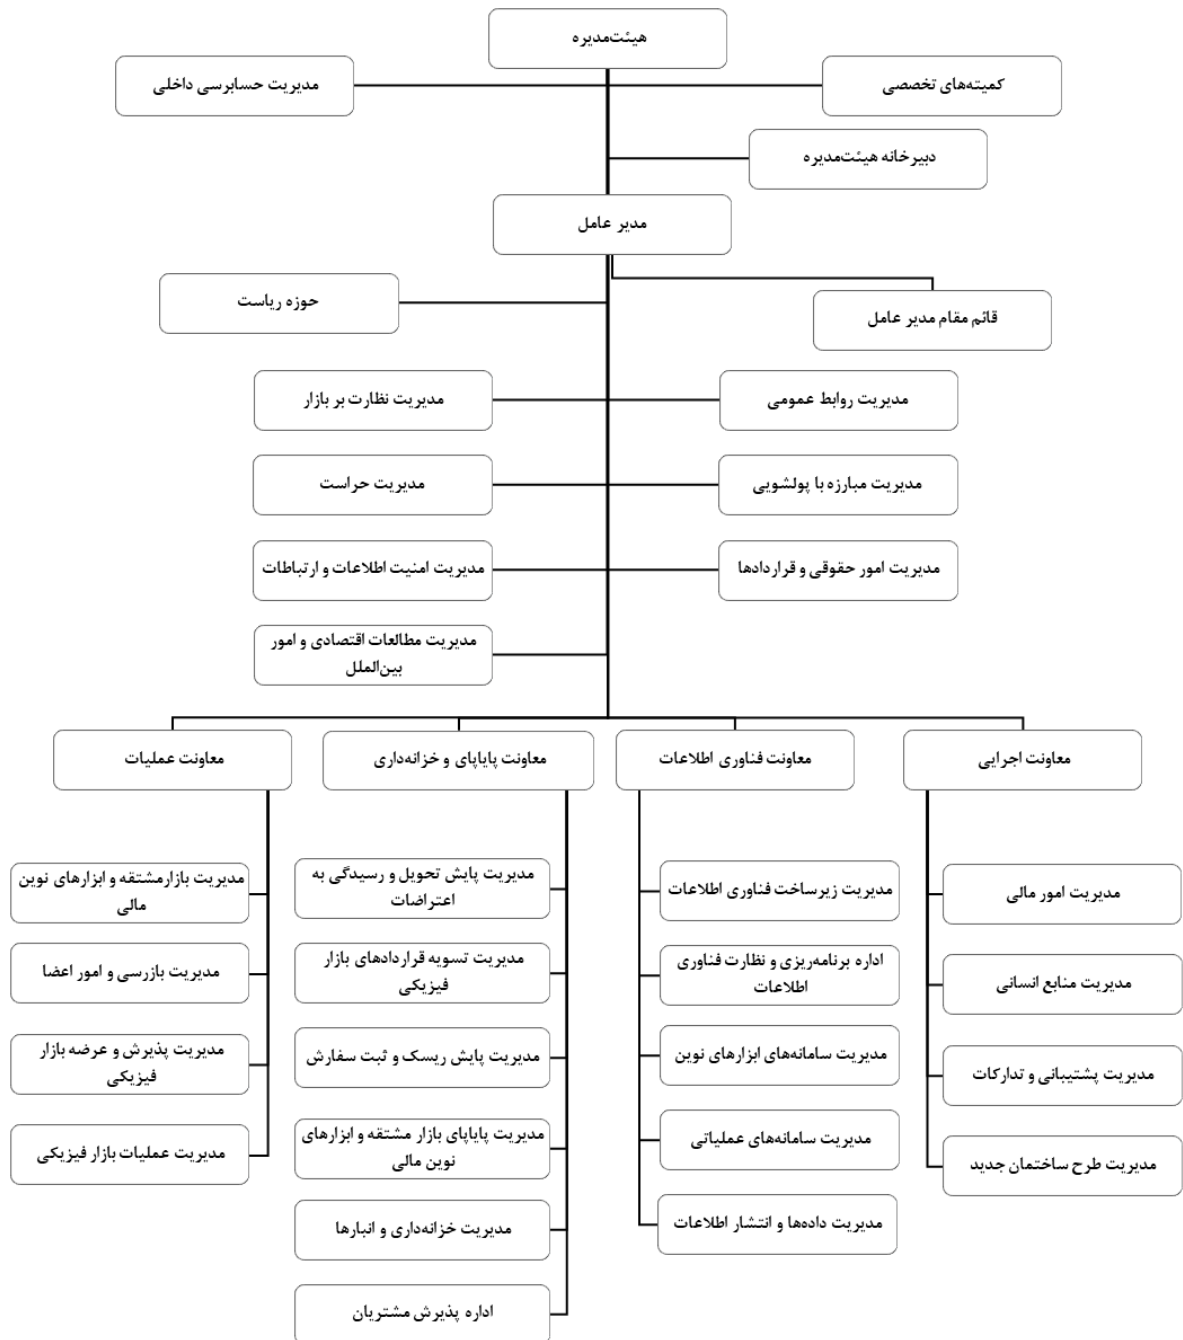 هیئت‌مدیره
کمیته‌های تخصصی
مدیریت حسابرسی داخلی
دبیرخانه هیئت‌مدیره
مدیر عامل
حوزه ریاست
قائم مقام مدیر عامل
مدیریت روابط عمومی
مدیریت نظارت بر بازار
مدیریت مبارزه با پولشویی
مدیریت حراست
مدیریت امور حقوقی و قراردادها
مدیریت امنیت اطلاعات و ارتباطات
مدیریت مطالعات اقتصادی و امور
بین‌الملل
معاونت اجرایی
مدیریت امور مالی
مدیریت منابع انسانی
مدیریت پشتیبانی و تدارکات
مدیریت طرح ساختمان جدید
معاونت فناوری اطلاعات
مدیریت زیرساخت فناوری اطلاعات
اداره برنامه‌ریزی و نظارت فناوری
اطلاعات
مدیریت سامانه‌های ابزارهای نوین
مدیریت سامانه‌های عملیاتی
مدیریت داده‌ها و انتشار اطلاعات
معاونت پایاپای و خزانه‌داری
مدیریت پایش تحویل و رسیدگی به
اعتراضات
مدیریت تسویه قراردادهای بازار
فیزیکی
مدیریت پایش ریسک و ثبت سفارش
مدیریت پایاپای بازار مشتقه و ابزارهای
نوین مالی
مدیریت خزانه‌داری و انبارها
اداره پذیرش مشتریان
معاونت عملیات
مدیریت بازارمشتقه و ابزارهای نوین
مالی
مدیریت بازرسی و امور اعضا
مدیریت پذیرش و عرضه بازار
فیزیکی
مدیریت عملیات بازار فیزیکی